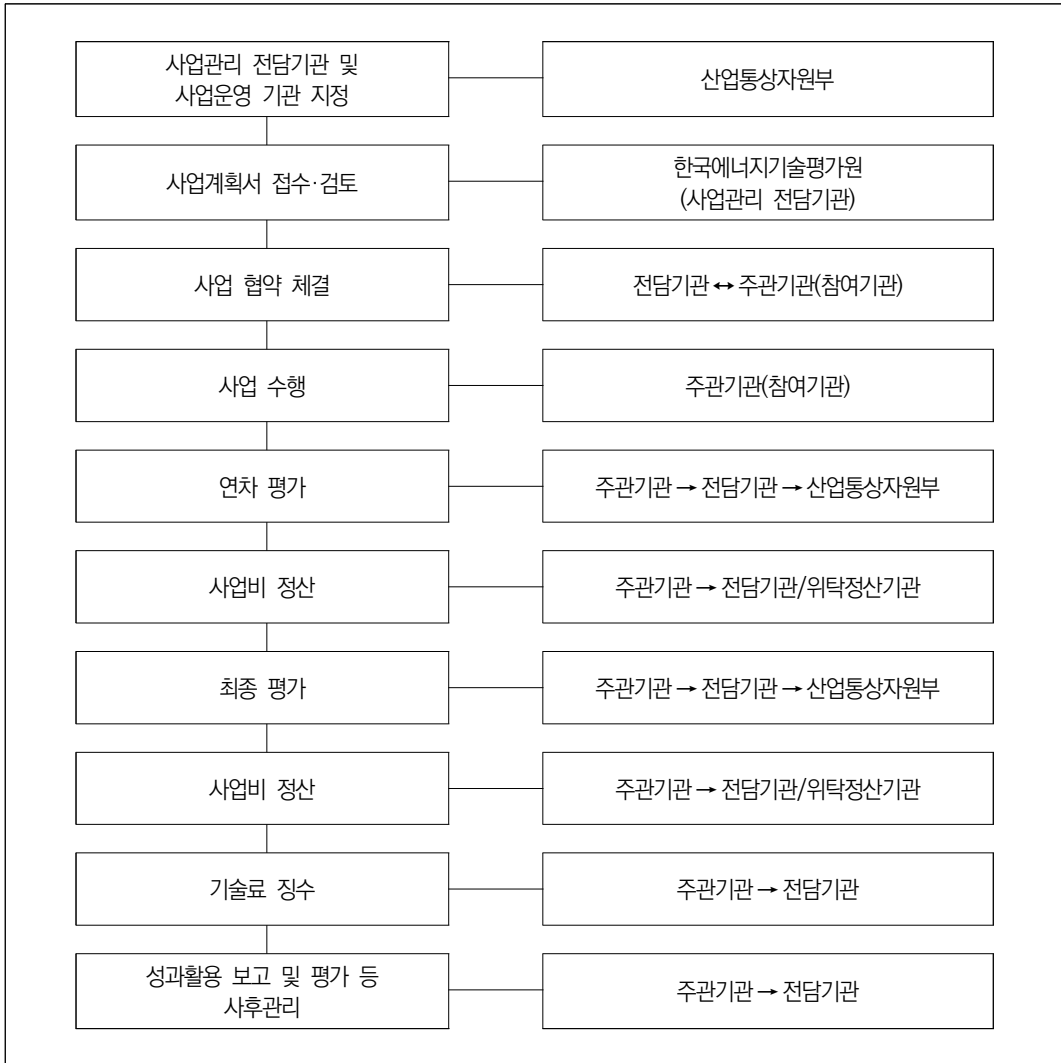 사업관리 전담기관 및
사업운영 기관 지정
산업통상자원부
사업계획서 접수·검토
한국에너지기술평가원
(사업관리 전담기관)
사업 협약 체결
전담기관 ↔ 주관기관(참여기관)
사업 수행
주관기관(참여기관)
연차 평가
주관기관 → 전담기관 → 산업통상자원부
사업비 정산
주관기관 → 전담기관/위탁정산기관
최종 평가
주관기관 → 전담기관 → 산업통상자원부
사업비 정산
주관기관 → 전담기관/위탁정산기관
기술료 징수
주관기관 → 전담기관
성과활용 보고 및 평가 등
사후관리
주관기관 → 전담기관